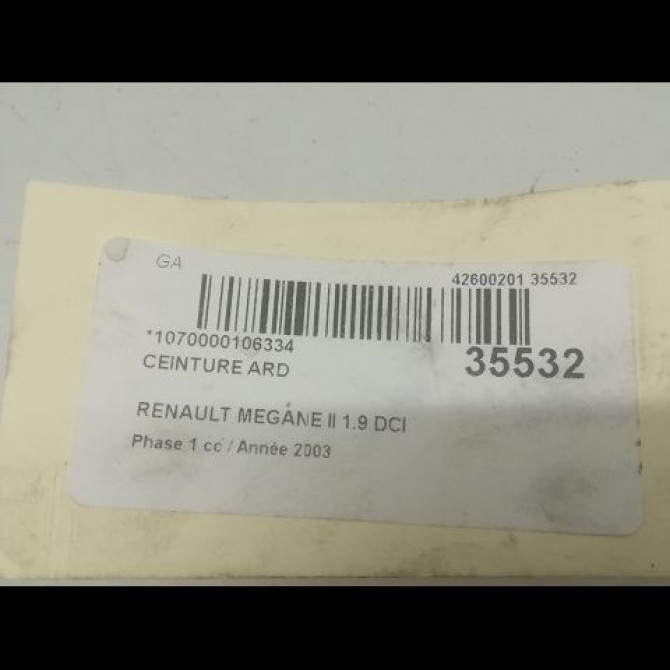 GA
42600201 35532
*1070000106334
35532
CEINTURE ARD
RENAULT MEGANE II 1.9 DCI
Phase 1 cc / Année 2003